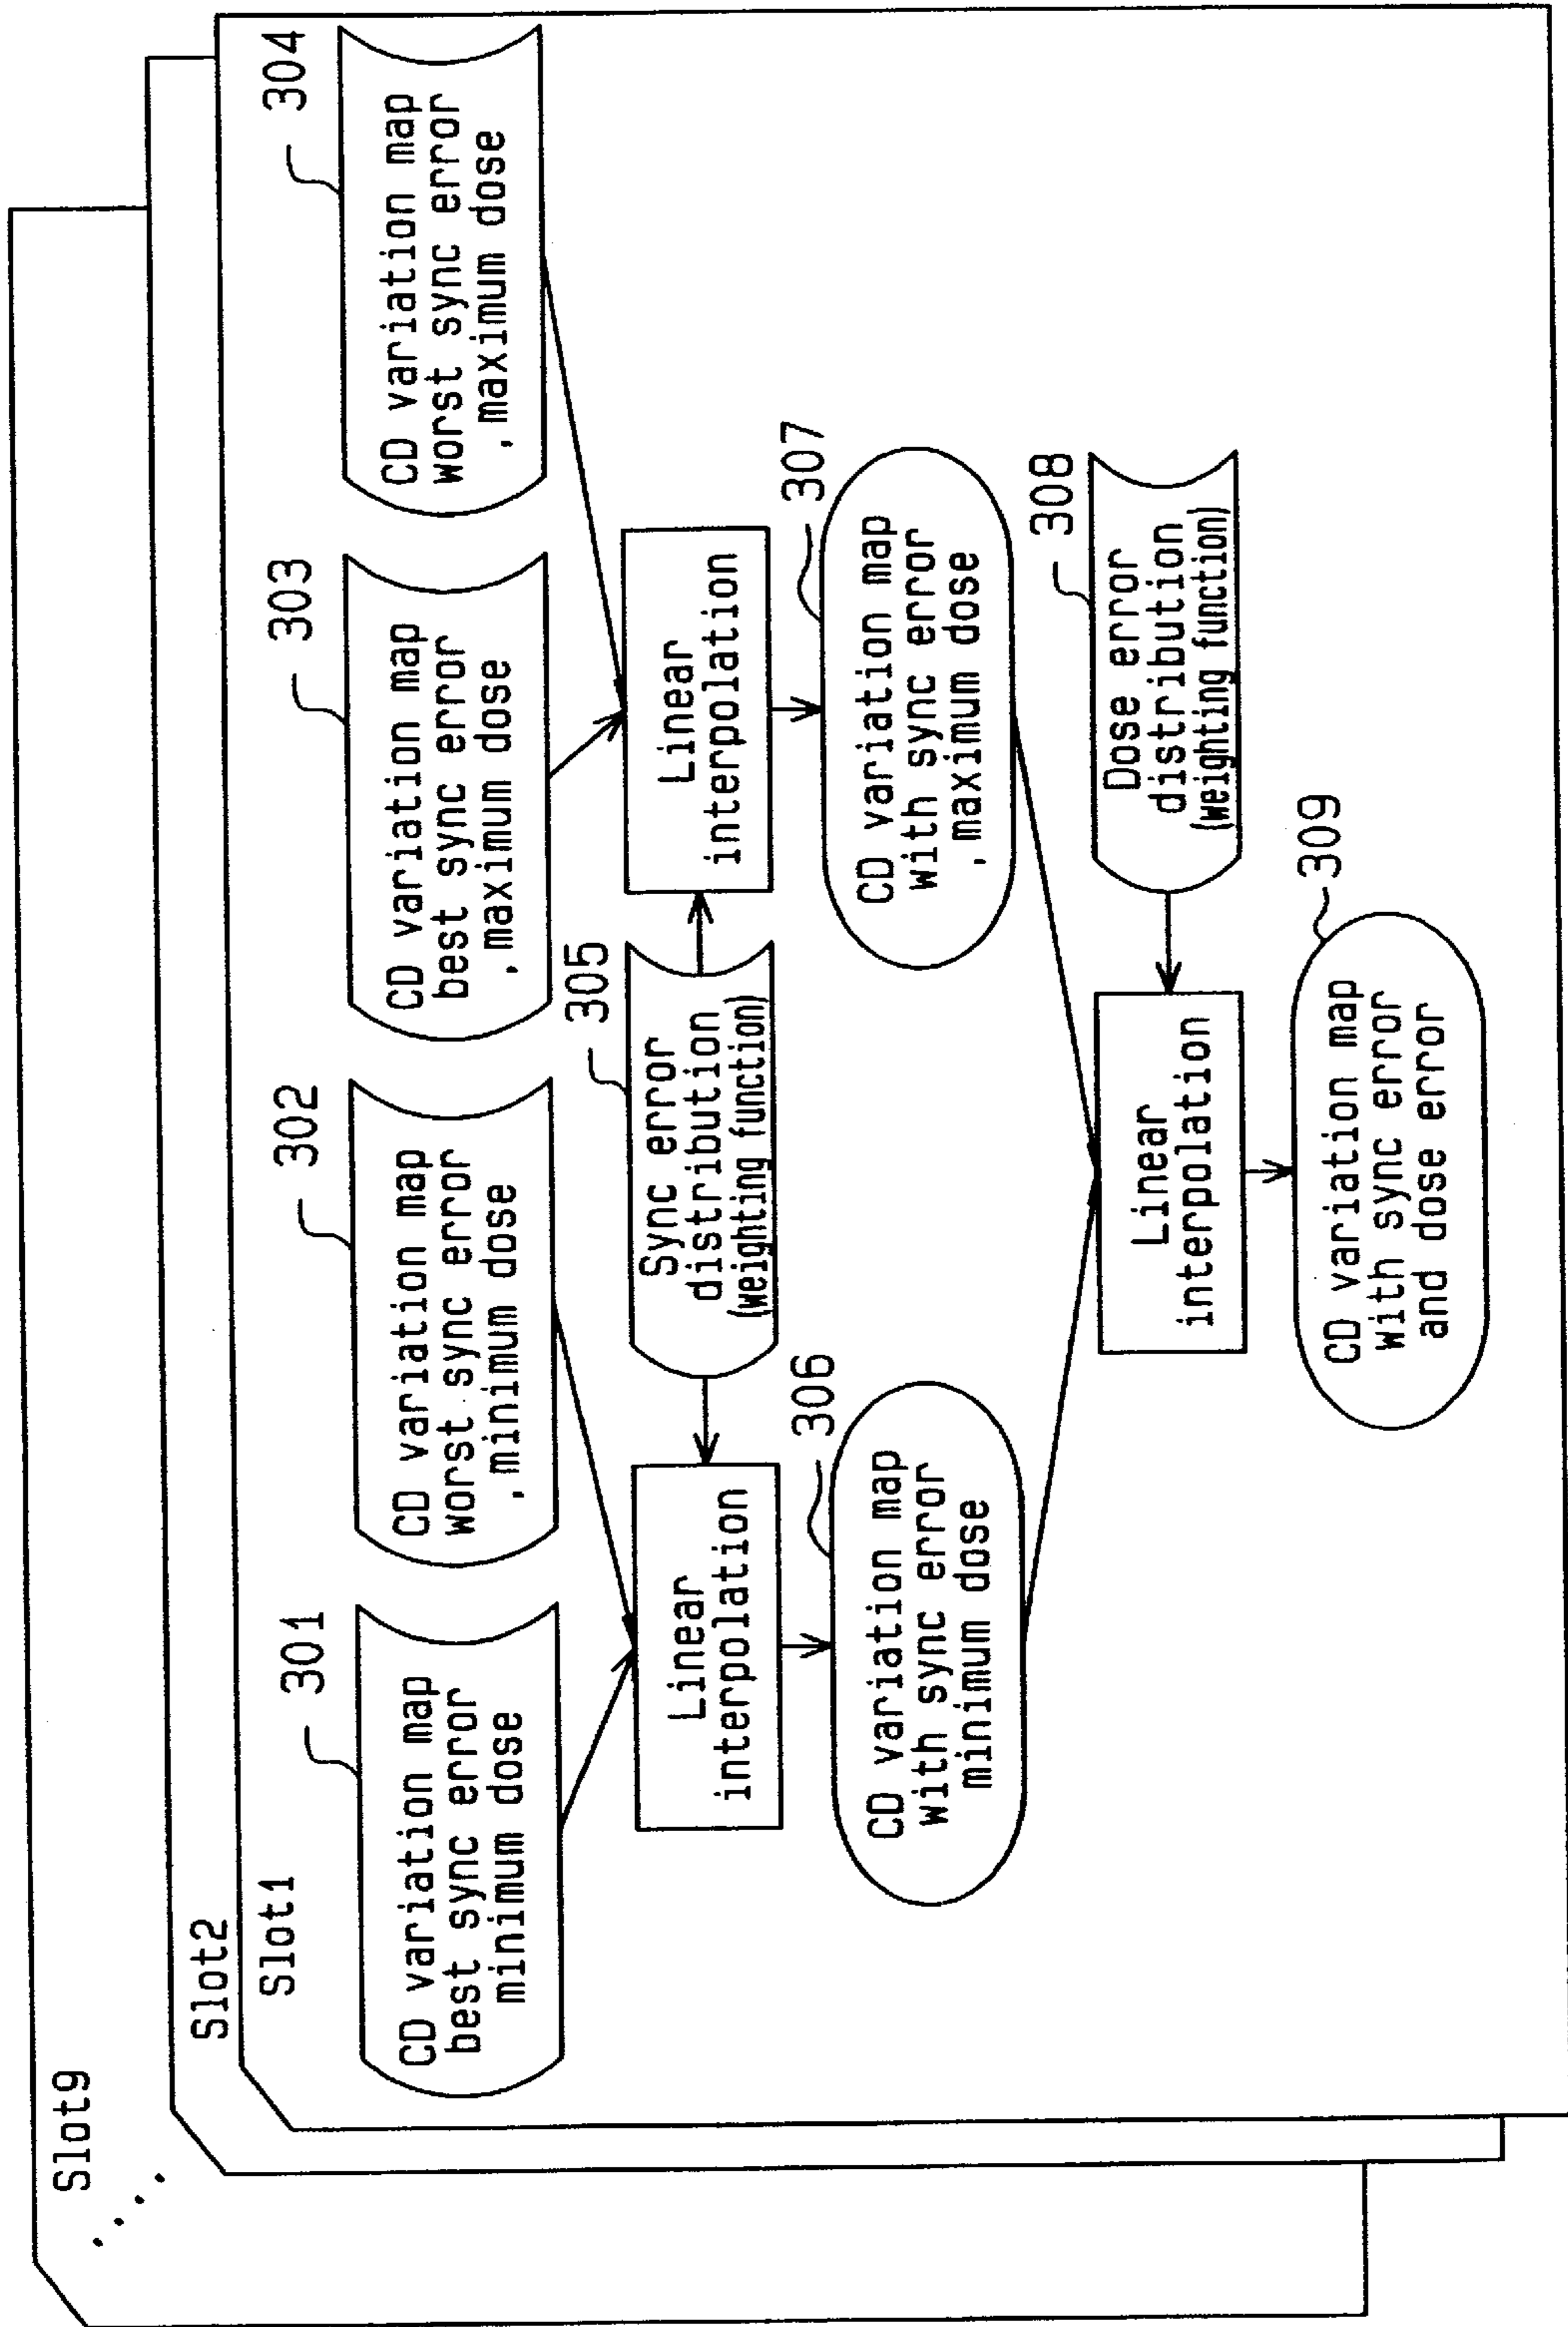 Slot9
. . . .
Slot2
Slot1
301
CD variation map
best sync error
minimum dose
302
CD variation map
worst sync error
,minimum dose
303
CD variation map
best sync error
,maximum dose
304
CD variation map
worst sync error
,maximum dose
Linear
interpolation
305
Sync error
distribution
(weighting function)
Linear
interpolation
306
CD variation map
with sync error
minimum dose
307
CD variation map
with sync error
,maximum dose
Linear
interpolation
308
Dose error
distribution
(weighting function)
309
CD variation map
with sync error
and dose error